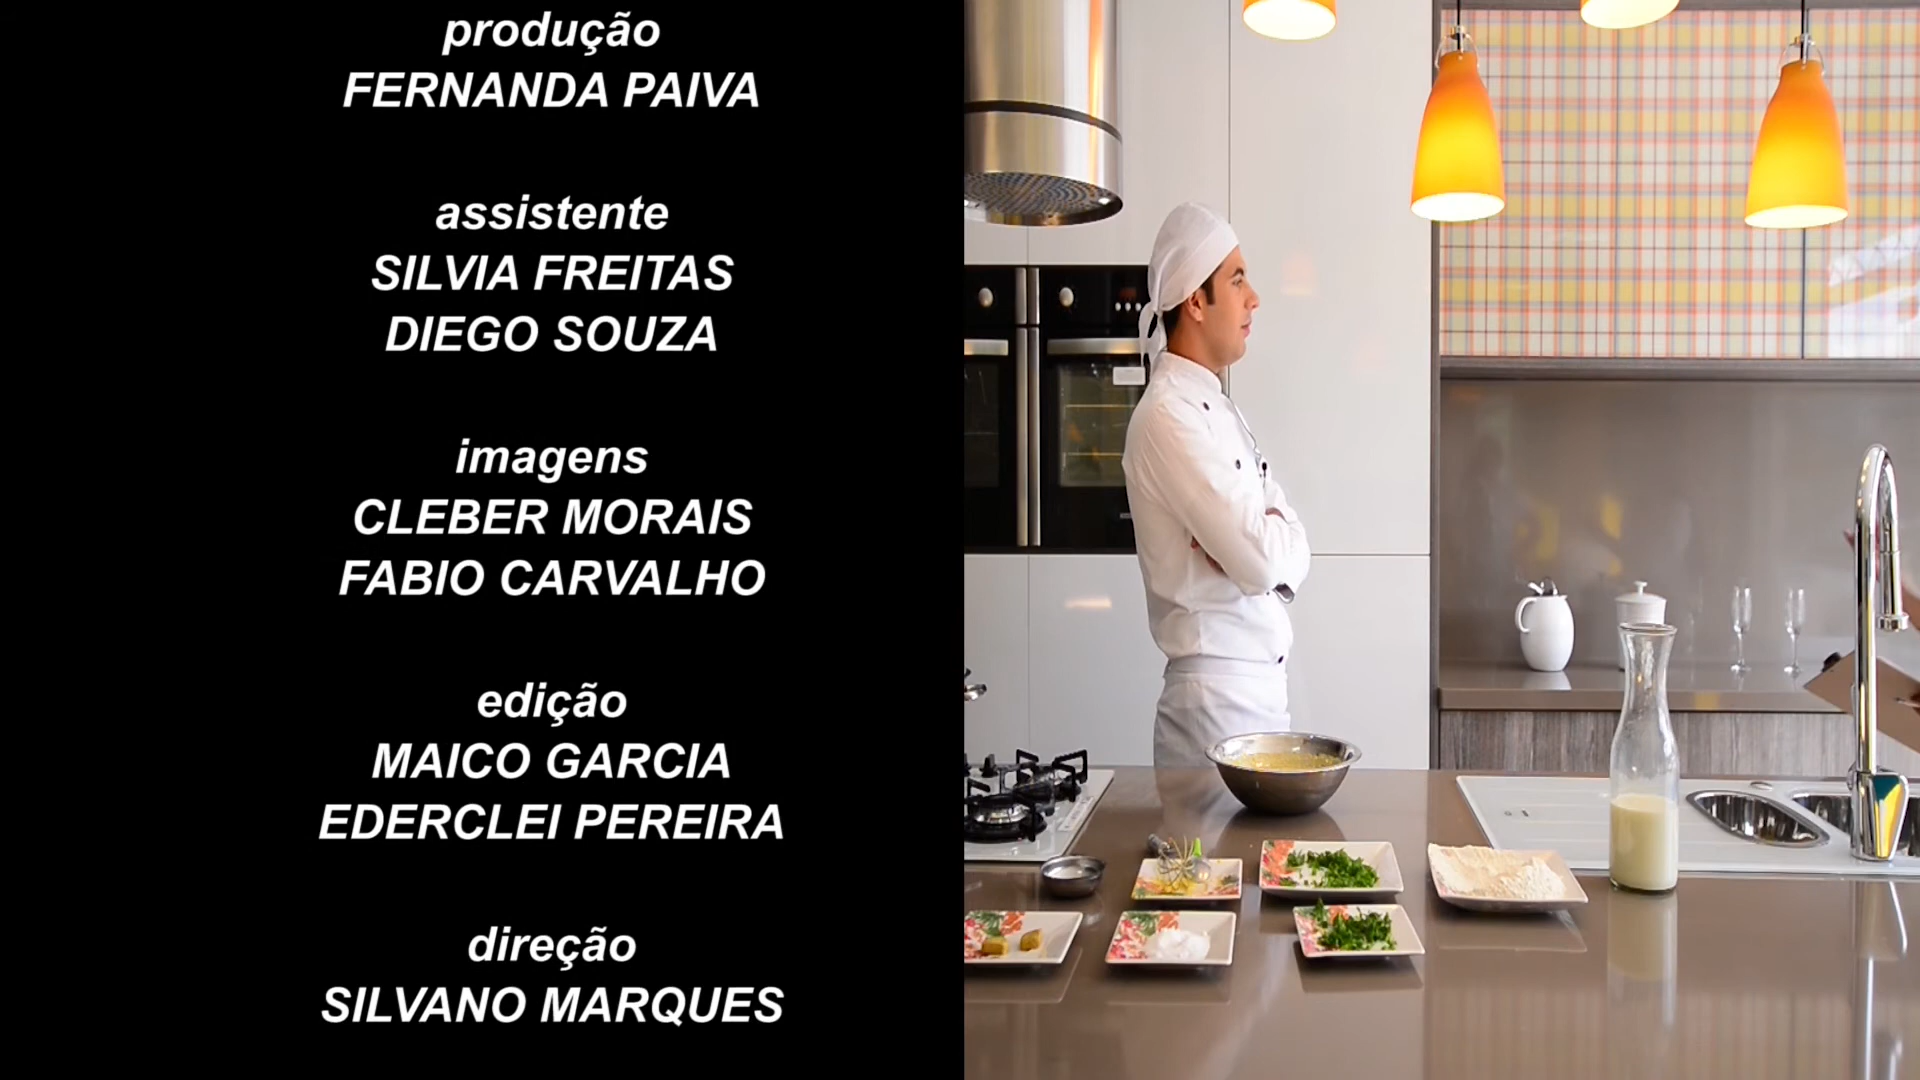 produção
FERNANDA PAIVA
assistente
SILVIA FREITAS
DIEGO SOUZA
imagens
CLEBER MORAIS
FABIO CARVALHO
edição
MAICO GARCIA
EDERCLEI PEREIRA
direção
SILVANO MARQUES